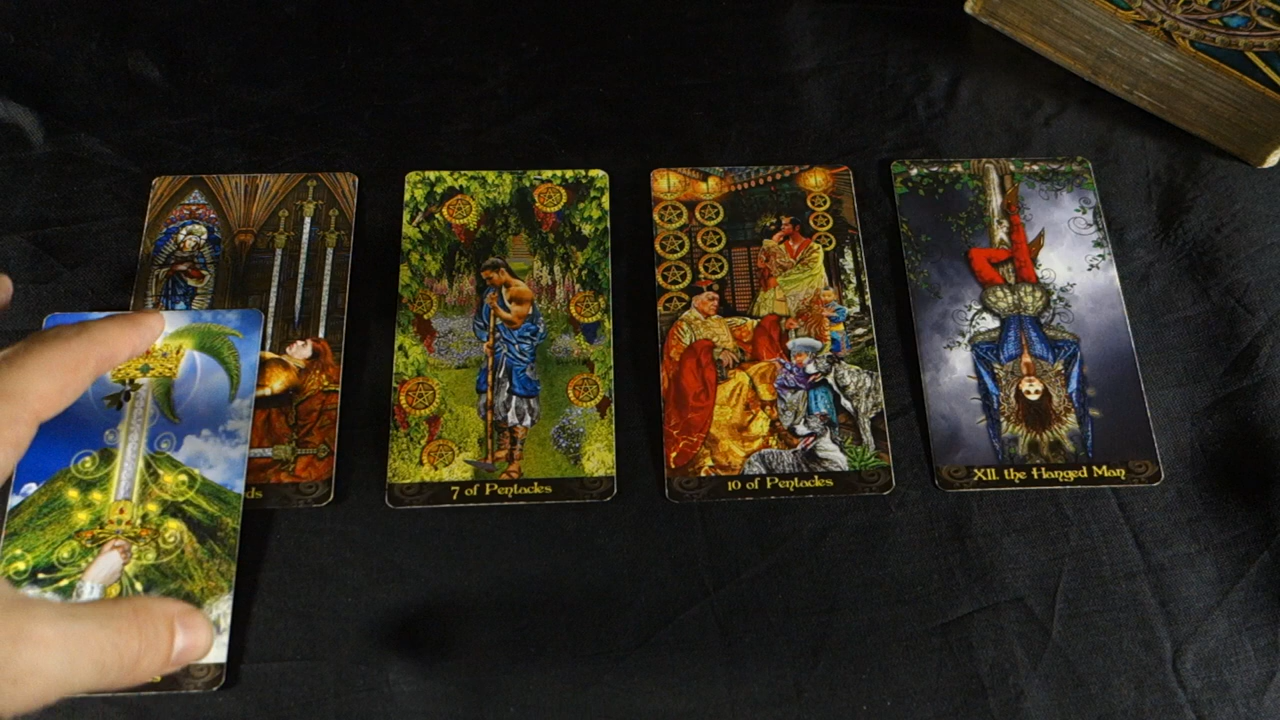 ds
7 of Pentacles
10 of Pentacles
XII. the Hanged Man
s